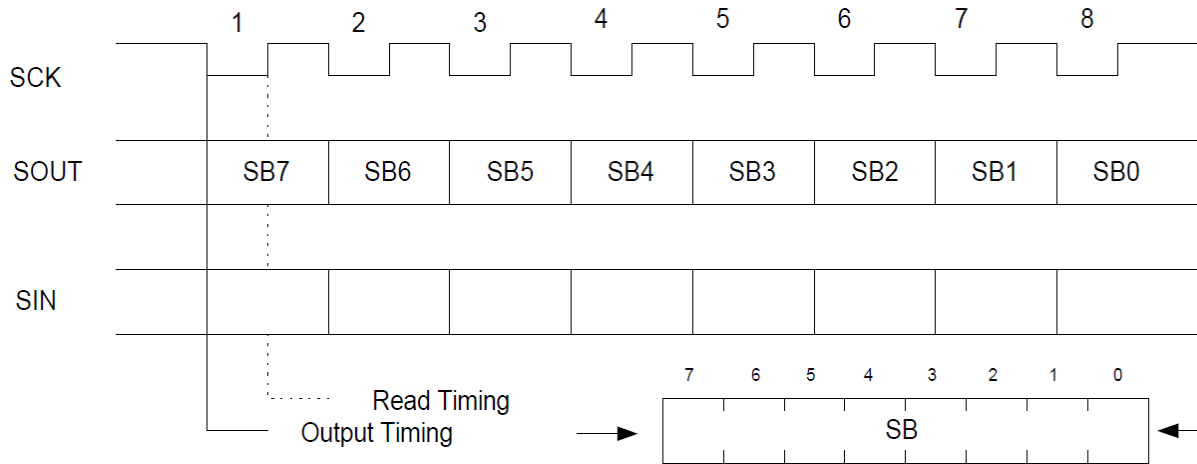 1 2 3 4 5 6 7 8
SCK
SOUT SB7 SB6 SB5 SB4 SB3 SB2 SB1 SB0
SIN
7 6 5 4 3 2 1 0
Read Timing
Output Timing SB